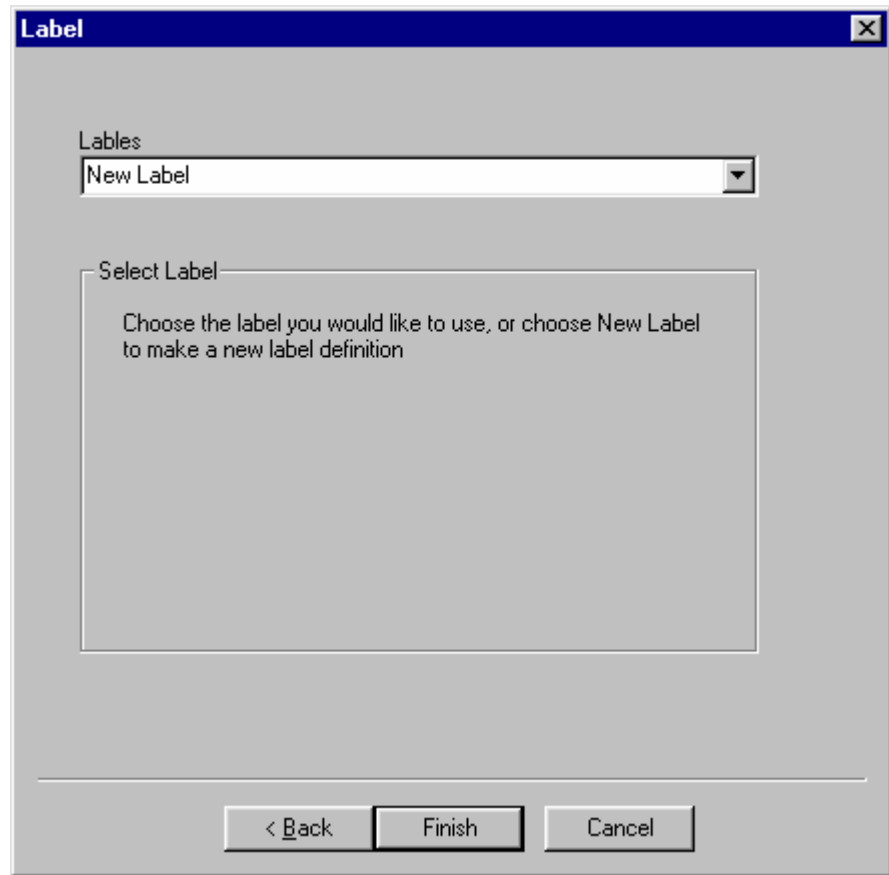 Label
Lables
New Label
Select Label
Choose the label you would like to use, or choose New Label
to make a new label definition
< Back
Finish
Cancel